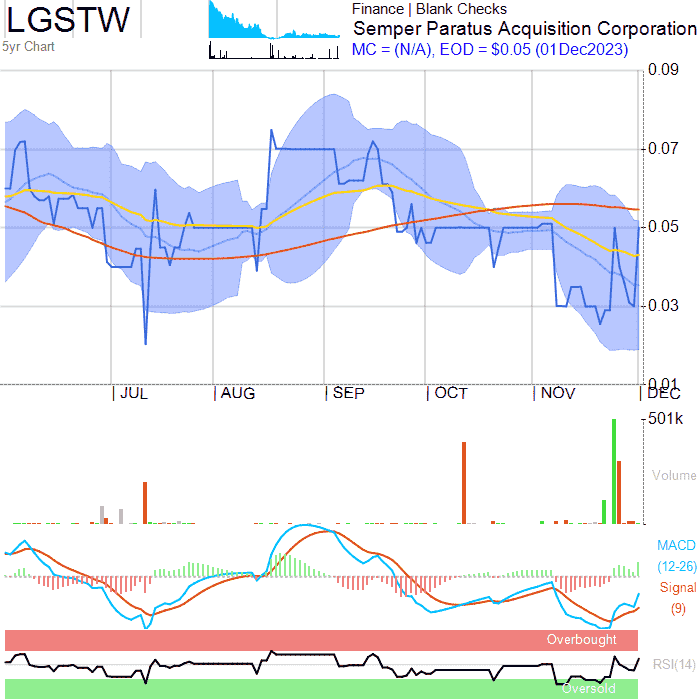 LGSTW
5yr Chart
Finance | Blank Checks
Semper Paratus Acquisition Corporation
MC = (N/A), EOD = $0.05 (01Dec2023)
0.09
0.07
0.05
0.03
0.01
JUL
AUG
SEP
OCT
NOV
DEC
501k
Volume
MACD
(12-26)
Signal
(9)
Overbought
RSI(14)
Oversold